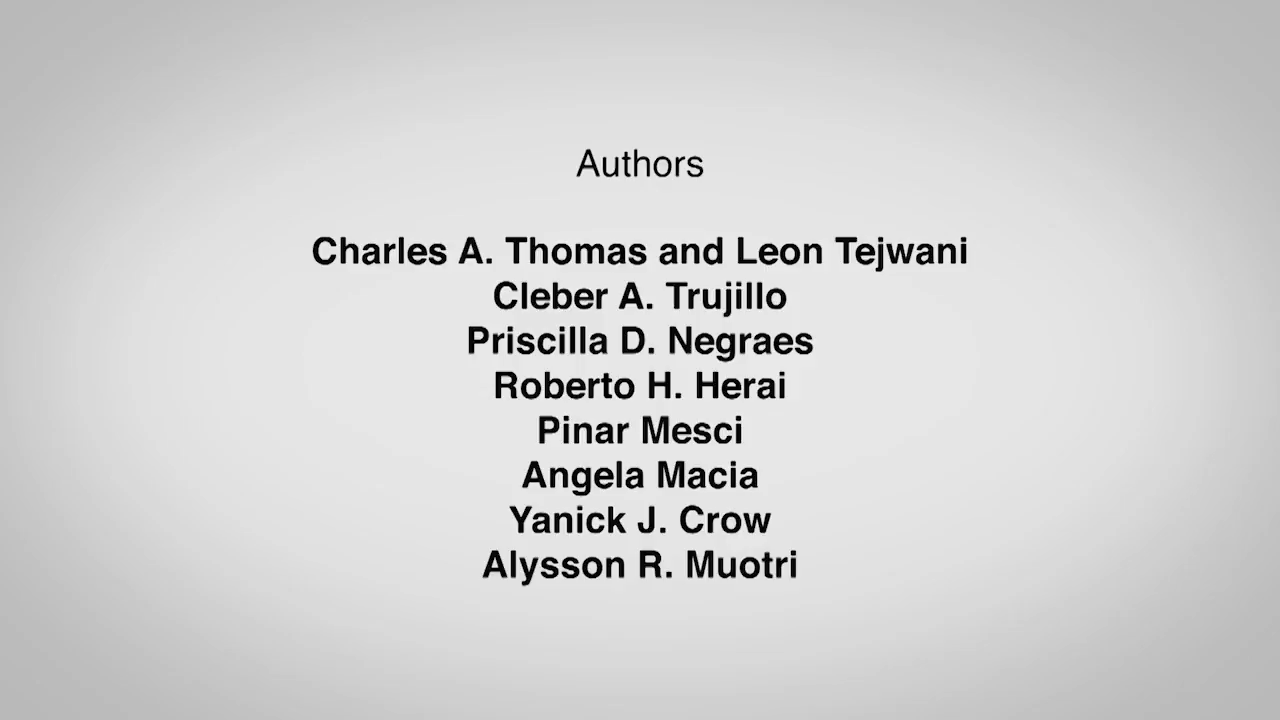 Authors
Charles A. Thomas and Leon Tejwani
Cleber A. Trujillo
Priscilla D. Negraes
Roberto H. Herai
Pinar Mesci
Angela Macia
Yanick J. Crow
Alysson R. Muotri